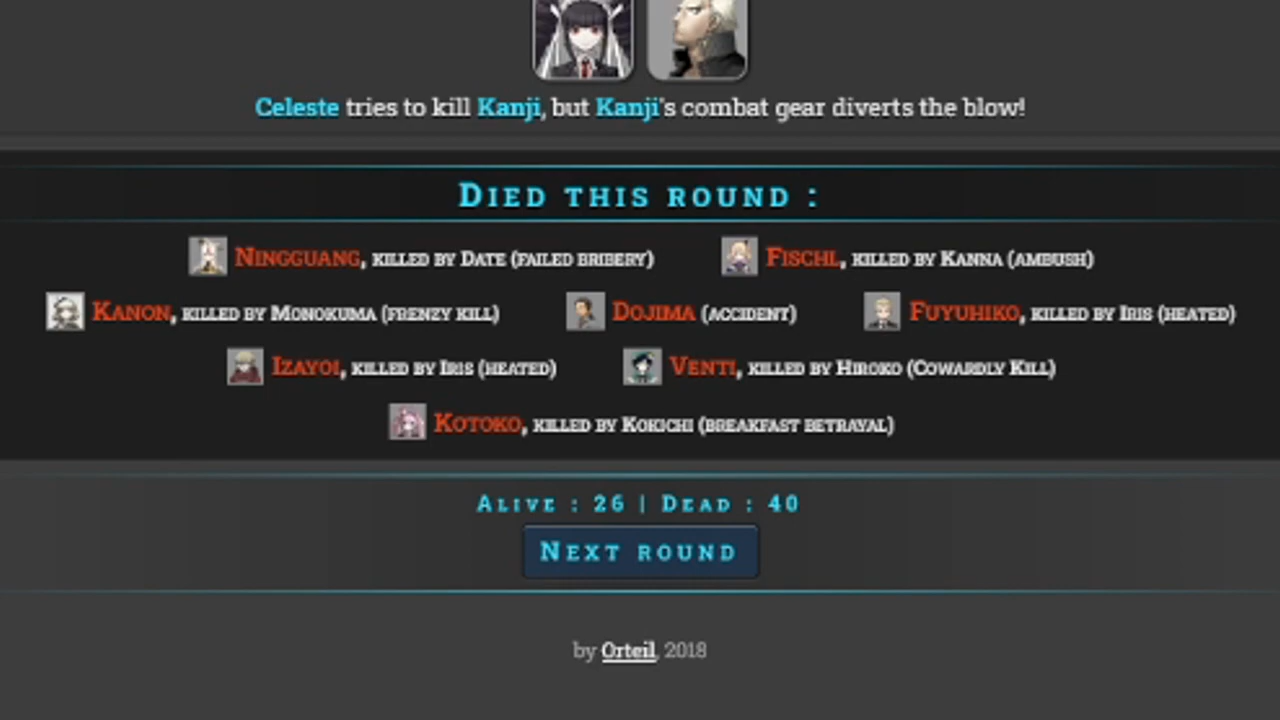 Celeste tries to kill Kanji, but Kanji's combat gear diverts the blow!
Died this round :
Ningguang, killed by Date (failed bribery) Fischl, killed by Kanna (ambush)
Kanon, killed by Monokuma (frenzy kill) Dojima (accident) Fuyuhiko, killed by Iris (heated)
Izayoi, killed by Iris (heated) Venti, killed by Hiroko (Cowardly Kill)
Kotoko, killed by Kokichi (breakfast betrayal)
Alive : 26 | Dead : 40
Next round
by Orteil, 2018